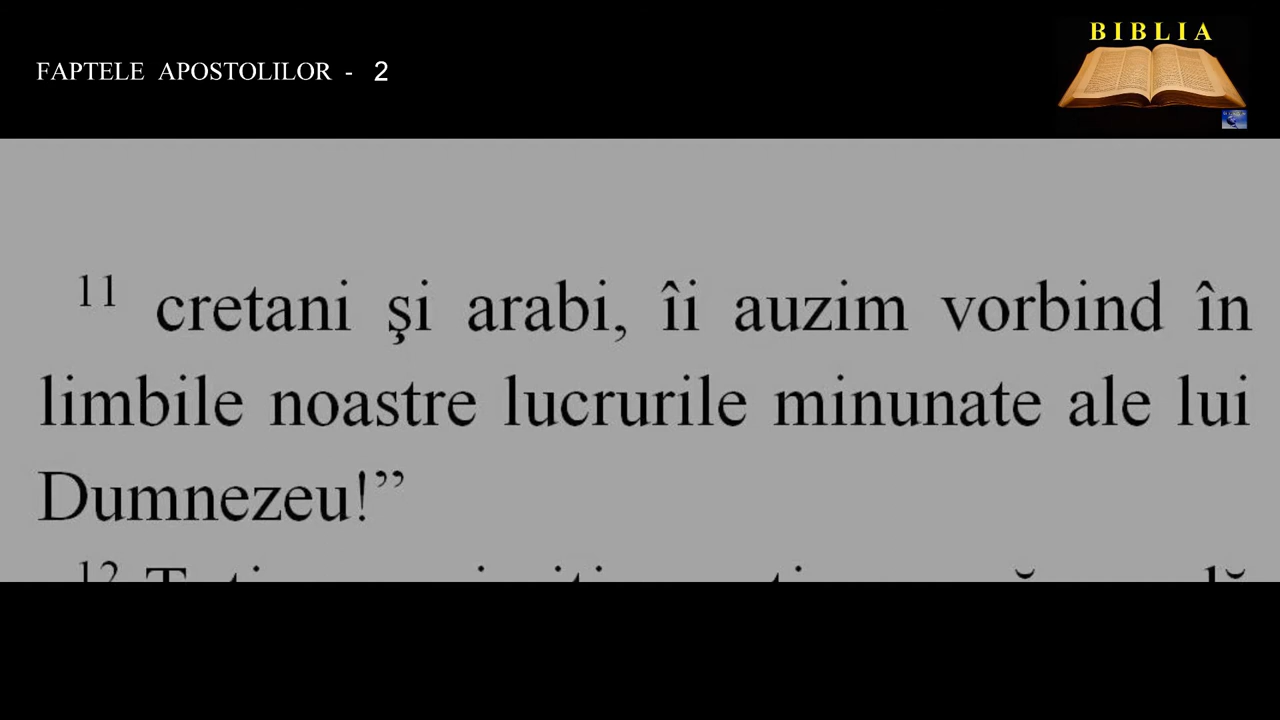 BIBLIA
FAPTELE APOSTOLILOR - 2
11 cretani şi arabi, îi auzim vorbind în
limbile noastre lucrurile minunate ale lui
Dumnezeu!”
12